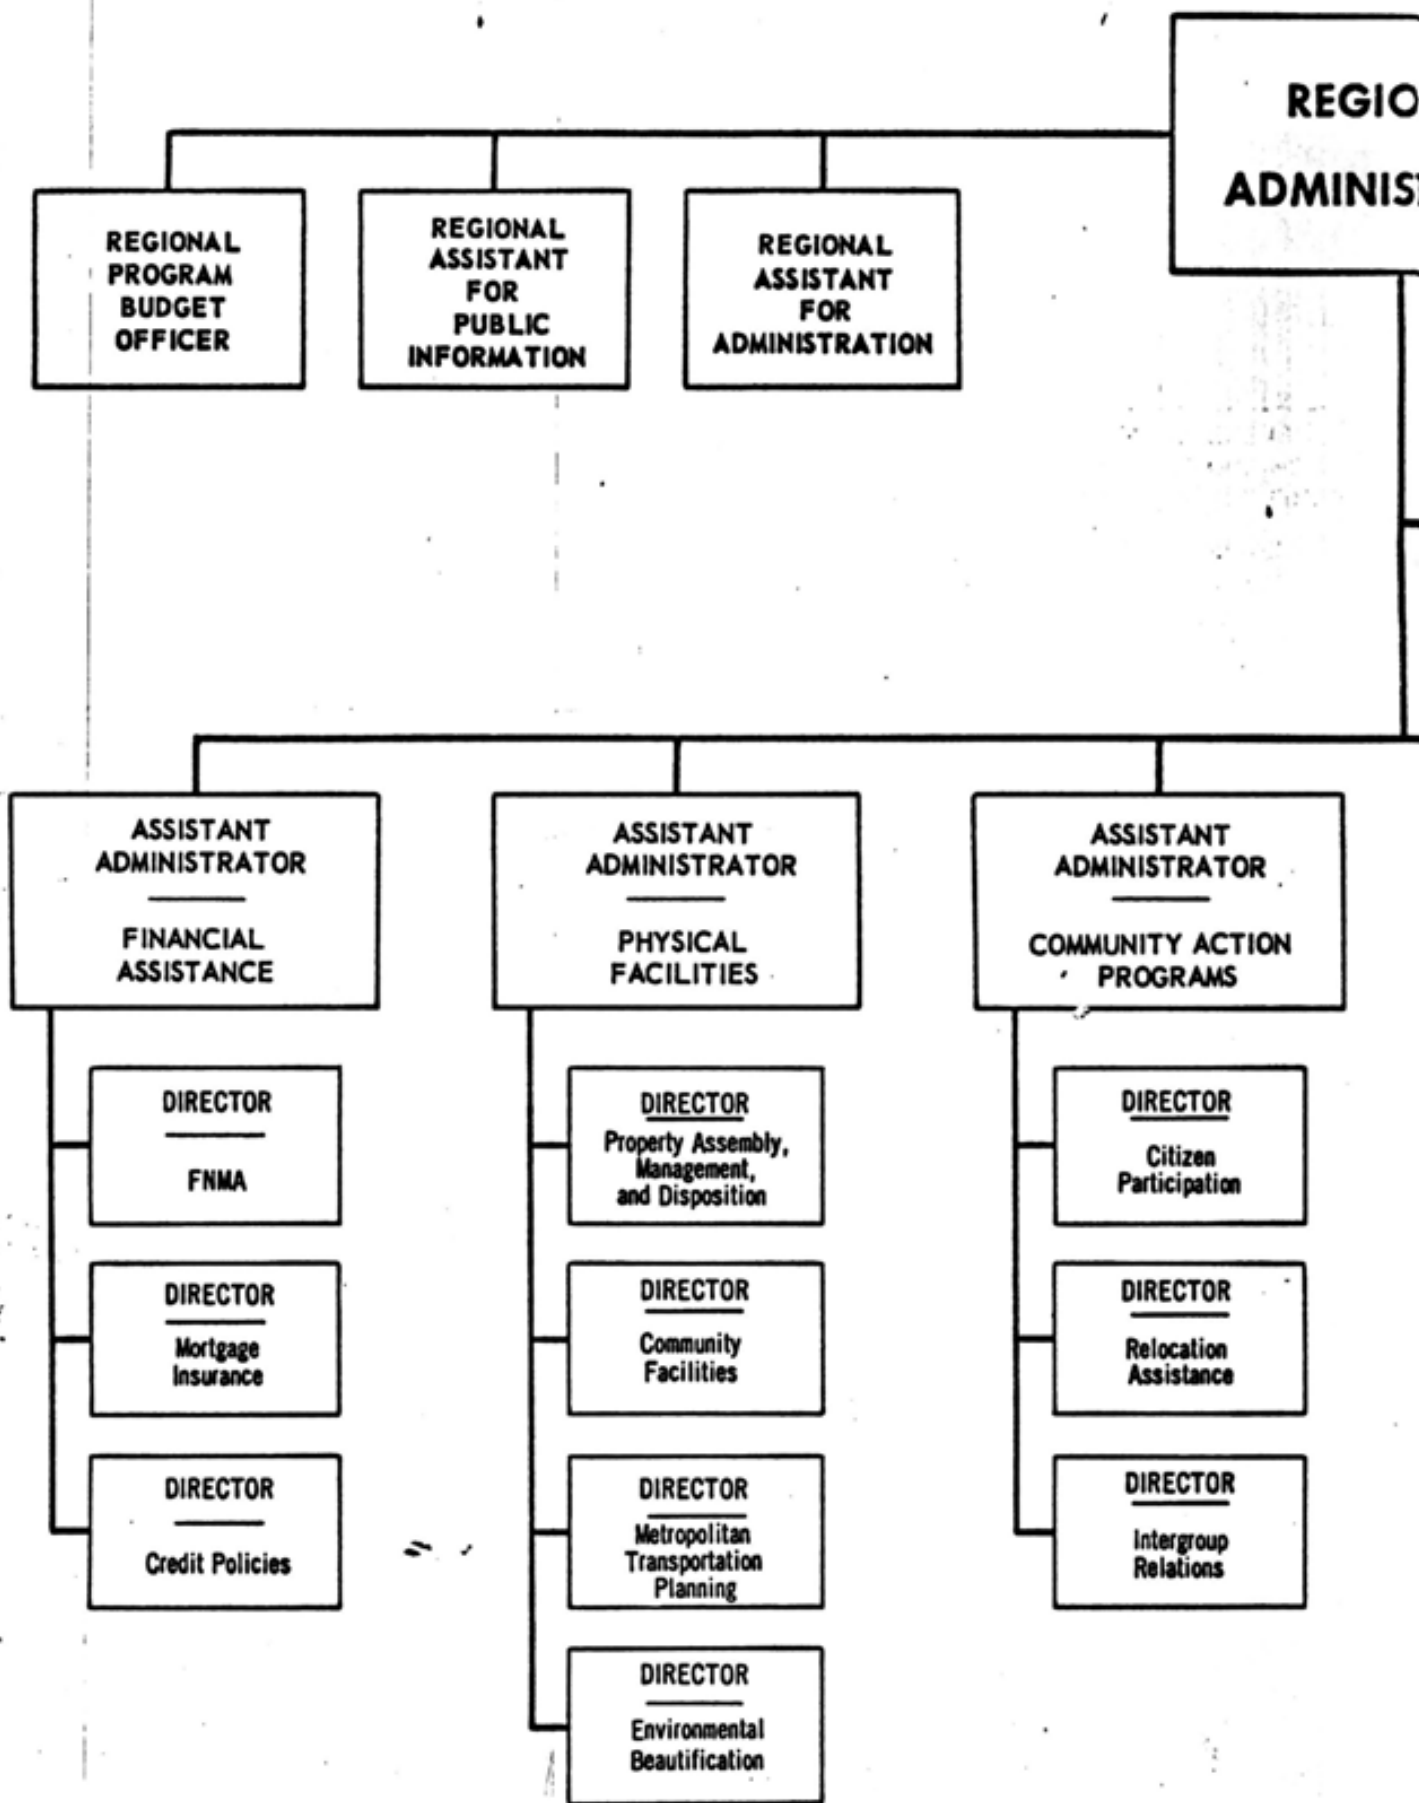 REGIO
ADMINIS
REGIONAL
PROGRAM
BUDGET
OFFICER
REGIONAL
ASSISTANT
FOR
PUBLIC
INFORMATION
REGIONAL
ASSISTANT
FOR
ADMINISTRATION
ASSISTANT
ADMINISTRATOR
FINANCIAL
ASSISTANCE
DIRECTOR
FNMA
DIRECTOR
Mortgage
Insurance
DIRECTOR
Credit Policies
ASSISTANT
ADMINISTRATOR
PHYSICAL
FACILITIES
DIRECTOR
Property Assembly,
Management,
and Disposition
DIRECTOR
Community
Facilities
DIRECTOR
Metropolitan
Transportation
Planning
DIRECTOR
Environmental
Beautification
ASSISTANT
ADMINISTRATOR
COMMUNITY ACTION
PROGRAMS
DIRECTOR
Citizen
Participation
DIRECTOR
Relocation
Assistance
DIRECTOR
Intergroup
Relations